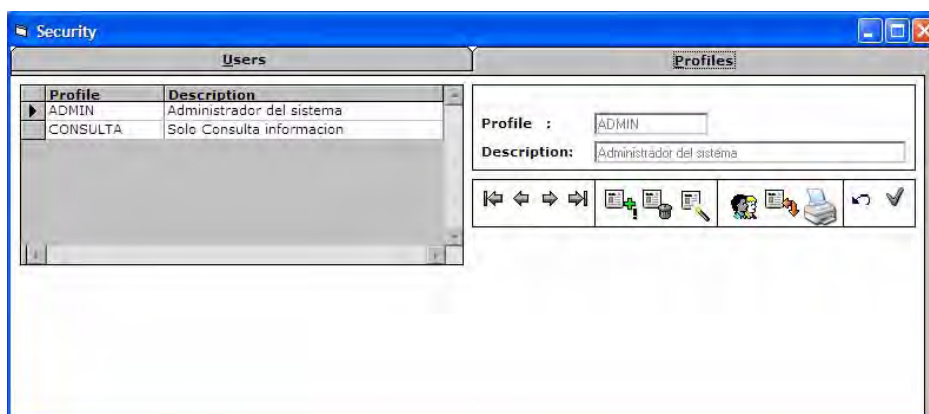 Security
Users
Profiles
Profile Description
ADMIN Administrador del sistema
CONSULTA Solo Consulta informacion
Profile : ADMIN
Description: Administrador del sistema